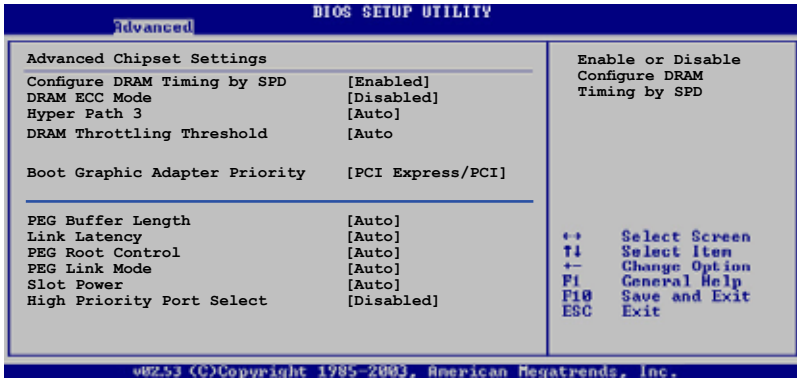 BIOS SETUP UTILITY
Advanced
Advanced Chipset Settings
Configure DRAM Timing by SPD [Enabled]
DRAM ECC Mode [Disabled]
Hyper Path 3 [Auto]
DRAM Throttling Threshold [Auto
Boot Graphic Adapter Priority [PCI Express/PCI]
PEG Buffer Length [Auto]
Link Latency [Auto]
PEG Root Control [Auto]
PEG Link Mode [Auto]
Slot Power [Auto]
High Priority Port Select [Disabled]
Enable or Disable
Configure DRAM
Timing by SPD
←→ Select Screen
↑↓ Select Item
+- Change Option
F1 General Help
F10 Save and Exit
ESC Exit
v02.53 (C)Copyright 1985-2003, American Megatrends, Inc.